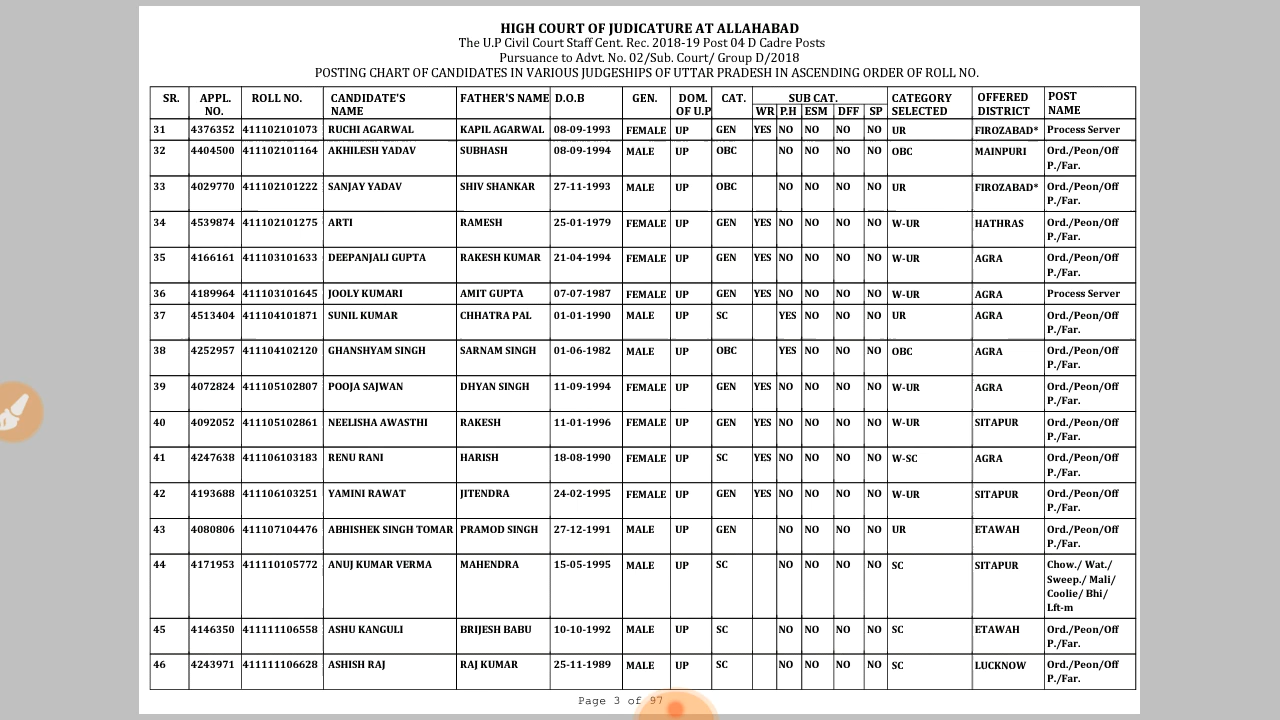 HIGH COURT OF JUDICATURE AT ALLAHABAD
The U.P Civil Court Staff Cent. Rec. 2018-19 Post 04 D Cadre Posts
Pursuance to Advt. No. 02/Sub. Court/ Group D/2018
POSTING CHART OF CANDIDATES IN VARIOUS JUDGESHIPS OF UTTAR PRADESH IN ASCENDING ORDER OF ROLL NO.
SR. APPL. NO. ROLL NO. CANDIDATE'S NAME FATHER'S NAME D.O.B GEN. DOM. OF U.P CAT. SUB CAT. WR P.H ESM DFF SP CATEGORY SELECTED OFFERED DISTRICT POST NAME
31 4376352 411102101073 RUCHI AGARWAL KAPIL AGARWAL 08-09-1993 FEMALE UP GEN YES NO NO NO NO UR FIROZABAD* Process Server
32 4404500 411102101164 AKHILESH YADAV SUBHASH 08-09-1994 MALE UP OBC NO NO NO NO OBC MAINPURI Ord./Peon/Off
P./Far.
33 4029770 411102101222 SANJAY YADAV SHIV SHANKAR 27-11-1993 MALE UP OBC NO NO NO NO UR FIROZABAD* Ord./Peon/Off
P./Far.
34 4539874 411102101275 ARTI RAMESH 25-01-1979 FEMALE UP GEN YES NO NO NO NO W-UR HATHRAS Ord./Peon/Off
P./Far.
35 4166161 411103101633 DEEPANJALI GUPTA RAKESH KUMAR 21-04-1994 FEMALE UP GEN YES NO NO NO NO W-UR AGRA Ord./Peon/Off
P./Far.
36 4189964 411103101645 JOOLY KUMARI AMIT GUPTA 07-07-1987 FEMALE UP GEN YES NO NO NO NO W-UR AGRA Process Server
37 4513404 411104101871 SUNIL KUMAR CHHATRA PAL 01-01-1990 MALE UP SC YES NO NO NO UR AGRA Ord./Peon/Off
P./Far.
38 4252957 411104102120 GHANSHYAM SINGH SARNAM SINGH 01-06-1982 MALE UP OBC YES NO NO NO OBC AGRA Ord./Peon/Off
P./Far.
39 4072824 411105102807 POOJA SAJWAN DHYAN SINGH 11-09-1994 FEMALE UP GEN YES NO NO NO NO W-UR AGRA Ord./Peon/Off
P./Far.
40 4092052 411105102861 NEELISHA AWASTHI RAKESH 11-01-1996 FEMALE UP GEN YES NO NO NO NO W-UR SITAPUR Ord./Peon/Off
P./Far.
41 4247638 411106103183 RENU RANI HARISH 18-08-1990 FEMALE UP SC YES NO NO NO NO W-SC AGRA Ord./Peon/Off
P./Far.
42 4193688 411106103251 YAMINI RAWAT JITENDRA 24-02-1995 FEMALE UP GEN YES NO NO NO NO W-UR SITAPUR Ord./Peon/Off
P./Far.
43 4080806 411107104476 ABHISHEK SINGH TOMAR PRAMOD SINGH 27-12-1991 MALE UP GEN NO NO NO NO UR ETAWAH Ord./Peon/Off
P./Far.
44 4171953 411110105772 ANUJ KUMAR VERMA MAHENDRA 15-05-1995 MALE UP SC NO NO NO NO SC SITAPUR Chow./ Wat./
Sweep./ Mali/
Coolie/ Bhi/
Lft-m
45 4146350 411111106558 ASHU KANGULI BRIJESH BABU 10-10-1992 MALE UP SC NO NO NO NO SC ETAWAH Ord./Peon/Off
P./Far.
46 4243971 411111106628 ASHISH RAJ RAJ KUMAR 25-11-1989 MALE UP SC NO NO NO NO SC LUCKNOW Ord./Peon/Off
P./Far.
Page 3 of 97